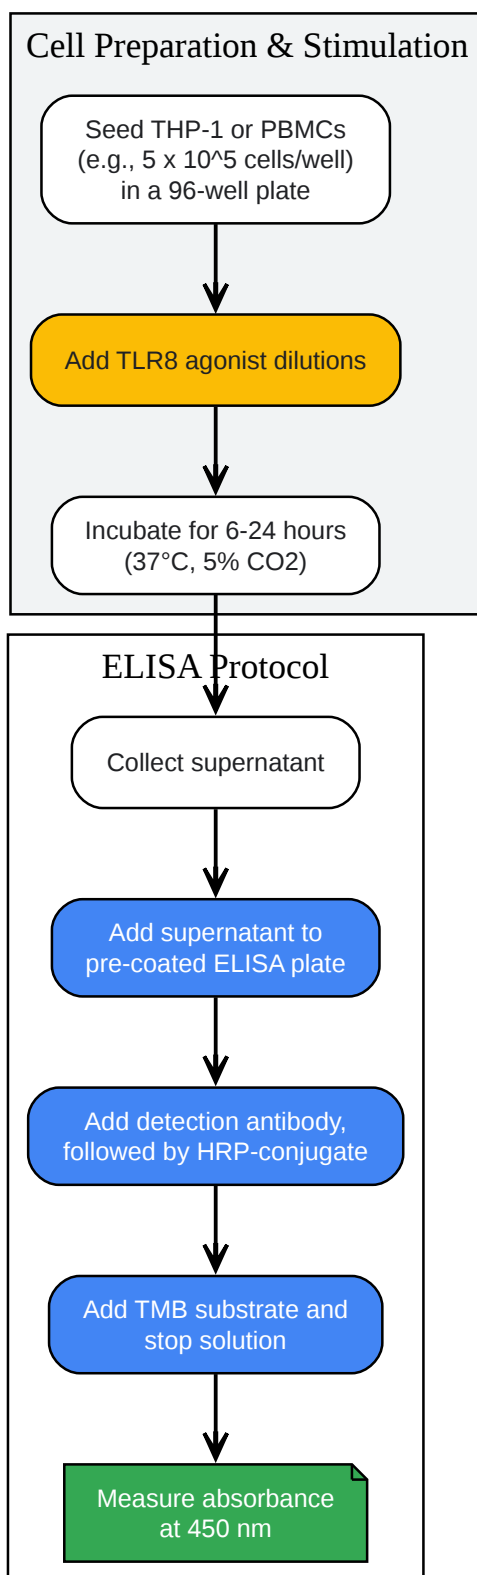 Cell Preparation & Stimulation
Seed THP-1 or PBMCs
(e.g., 5 x 10^5 cells/well)
in a 96-well plate
Add TLR8 agonist dilutions
Incubate for 6-24 hours
(37°C, 5% CO2)
ELISA Protocol
Collect supernatant
Add supernatant to
pre-coated ELISA plate
Add detection antibody,
followed by HRP-conjugate
Add TMB substrate and
stop solution
Measure absorbance
at 450 nm